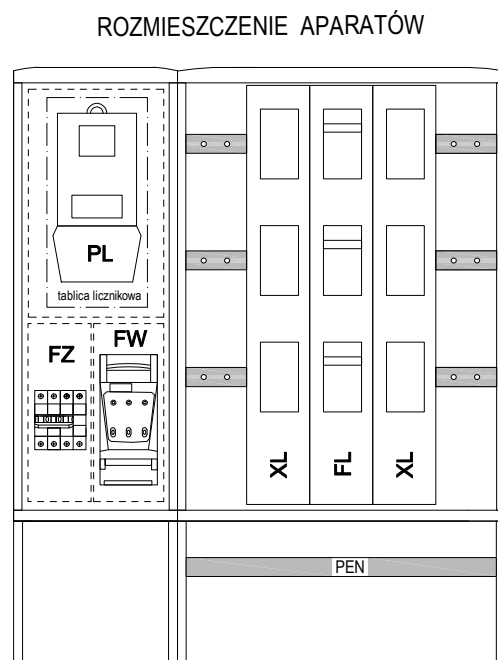 ROZMIESZCZENIE APARATÓW
PL
tablica licznikowa
FZ
FW
XL
FL
XL
PEN